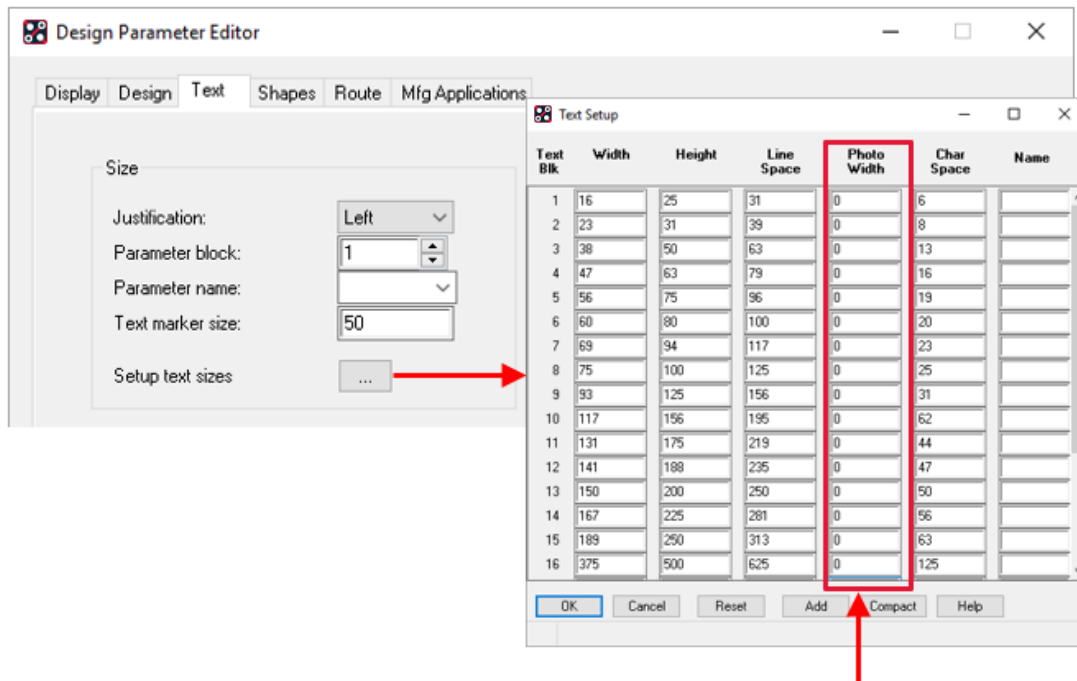 Design Parameter Editor
Display Design Text Shapes Route Mfg Applications
Size
Justification: Left
Parameter block: 1
Parameter name:
Text marker size: 50
Setup text sizes ...
Text Setup
Text Blk Width Height Line Space Photo Width Char Space Name
1 16 25 31 0 6
2 23 31 39 0 8
3 38 50 63 0 13
4 47 63 79 0 16
5 56 75 96 0 19
6 60 80 100 0 20
7 69 94 117 0 23
8 75 100 125 0 25
9 93 125 156 0 31
10 117 156 195 0 62
11 131 175 219 0 44
12 141 188 235 0 47
13 150 200 250 0 50
14 167 225 281 0 56
15 189 250 313 0 63
16 375 500 625 0 125
OK Cancel Reset Add Compact Help